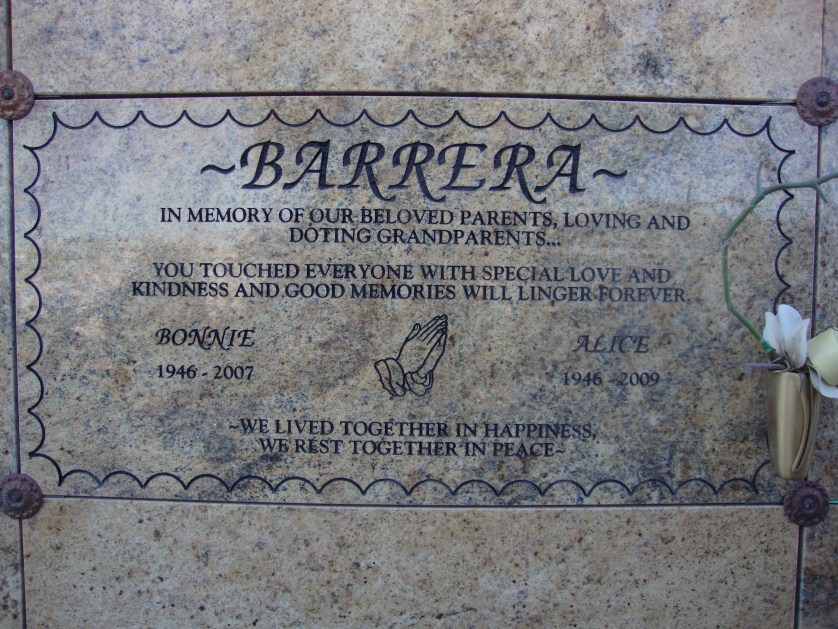 ~BARRERA~
IN MEMORY OF OUR BELOVED PARENTS, LOVING AND
DOTING GRANDPARENTS...
YOU TOUCHED EVERYONE WITH SPECIAL LOVE AND
KINDNESS AND GOOD MEMORIES WILL LINGER FOREVER
BONNIE
1946 - 2007
ALICE
1946 - 2009
~WE LIVED TOGETHER IN HAPPINESS,
WE REST TOGETHER IN PEACE~